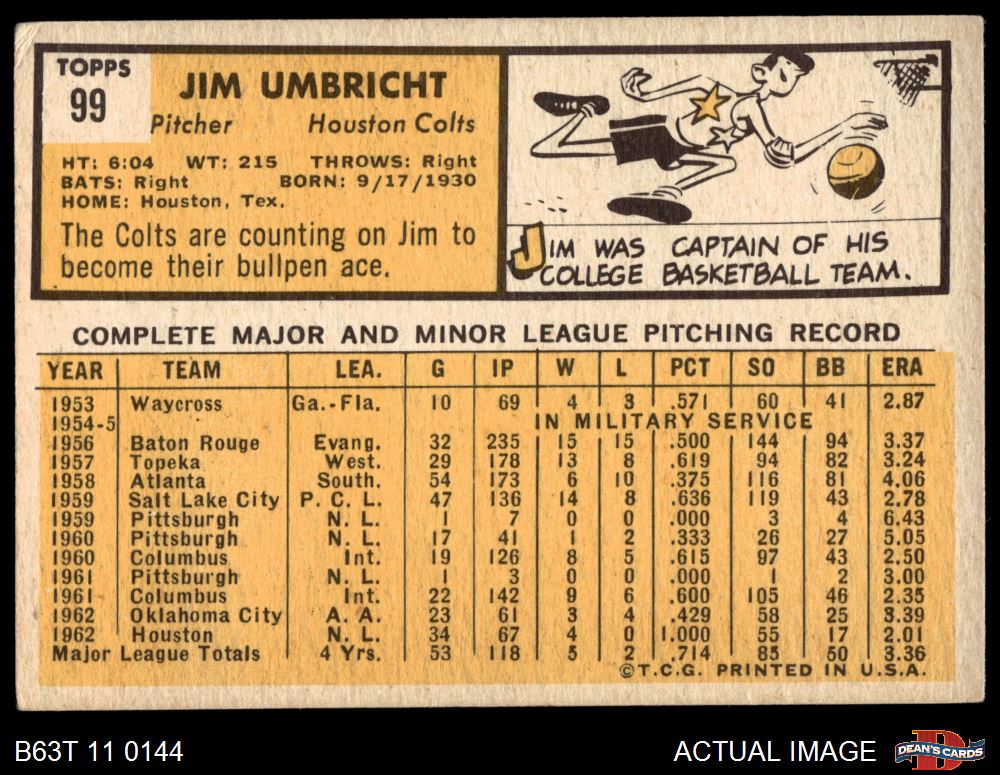 TOPPS
99
JIM UMBRICHT
Pitcher Houston Colts
HT: 6:04 WT: 215 THROWS: Right
BATS: Right BORN: 9/17/1930
HOME: Houston, Tex.
The Colts are counting on Jim to
become their bullpen ace.
JIM WAS CAPTAIN OF HIS
COLLEGE BASKETBALL TEAM.
COMPLETE MAJOR AND MINOR LEAGUE PITCHING RECORD
YEAR TEAM LEA. G IP W L PCT SO BB ERA
1953 Waycross Ga.-Fla. 10 69 4 3 .571 60 41 2.87
1954-5 IN MILITARY SERVICE
1956 Baton Rouge Evang. 32 235 15 15 .500 144 94 3.37
1957 Topeka West. 29 178 13 8 .619 94 82 3.24
1958 Atlanta South. 54 173 6 10 .375 116 81 4.06
1959 Salt Lake City P. C. L. 47 136 14 8 .636 119 43 2.78
1959 Pittsburgh N. L. 1 7 0 0 .000 3 4 6.43
1960 Pittsburgh N. L. 17 41 1 2 .333 26 27 5.05
1960 Columbus Int. 19 126 8 5 .615 97 43 2.50
1961 Pittsburgh N. L. 1 3 0 0 .000 1 2 3.00
1961 Columbus Int. 22 142 9 6 .600 105 46 2.35
1962 Oklahoma City A. A. 23 61 3 4 .429 58 25 3.39
1962 Houston N. L. 34 67 4 0 1.000 55 17 2.01
Major League Totals 4 Yrs. 53 118 5 2 .714 85 50 3.36
©T.C.G. PRINTED IN U.S.A.
B63T 11 0144 ACTUAL IMAGE DEAN'S CARDS